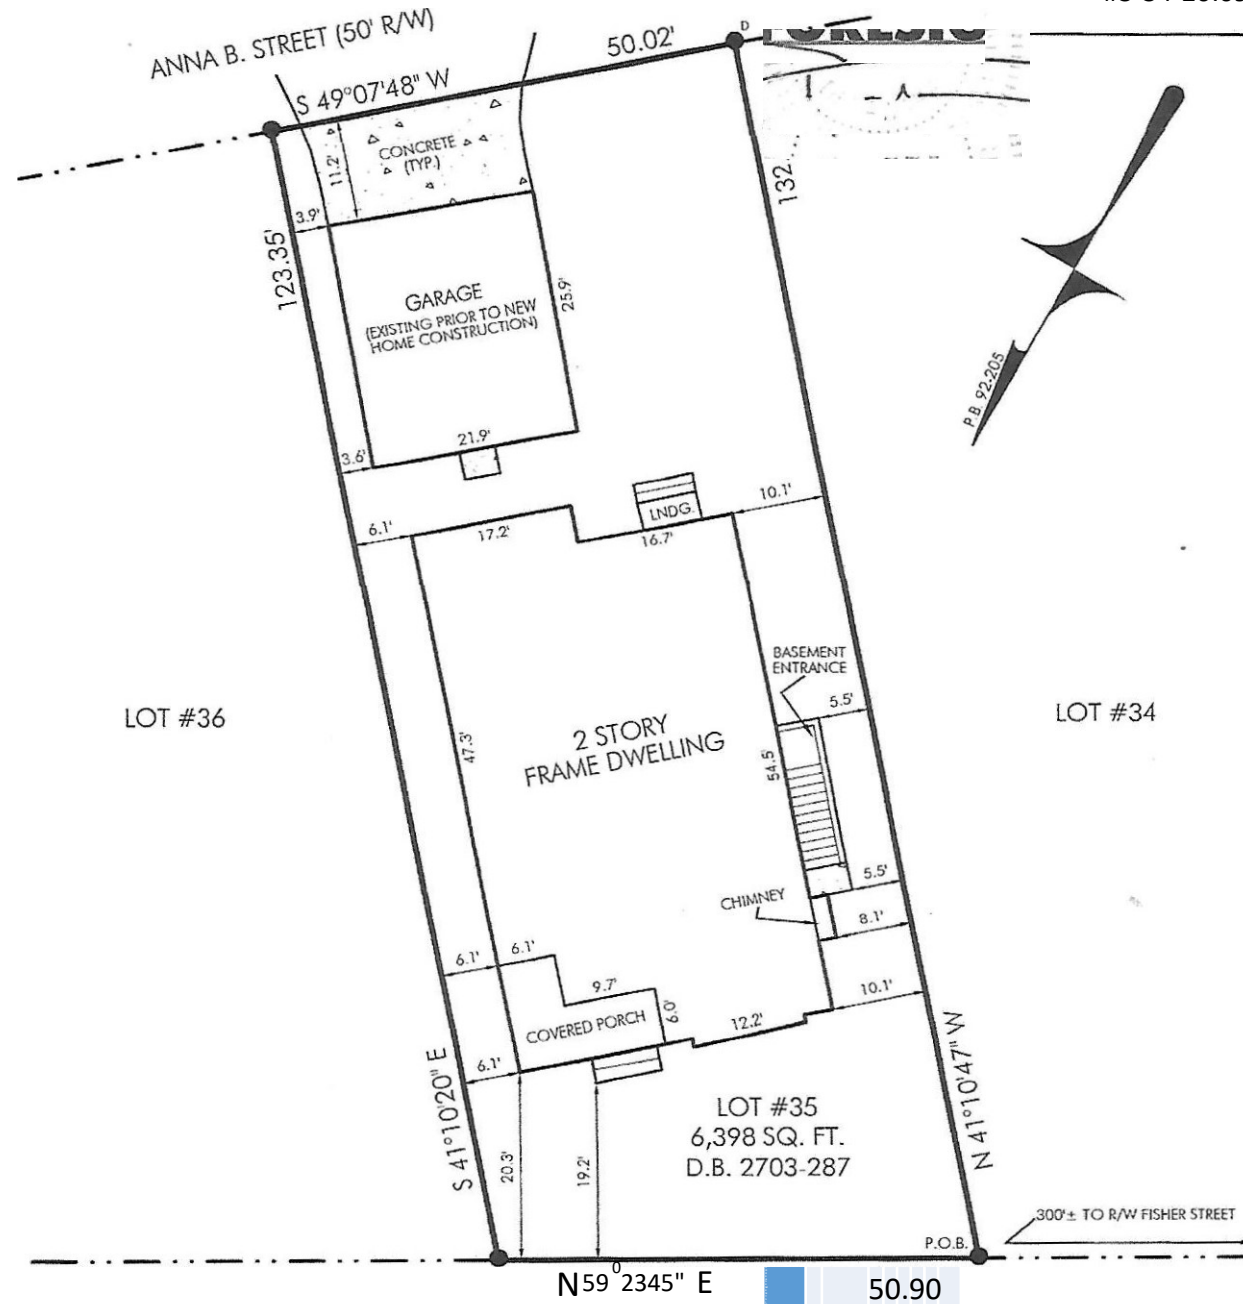 ANNA B. STREET (50' R/W)
S 49°07'48" W
50.02'
D
132
123.35'
11.2'
CONCRETE
(TYP.)
3.9'
GARAGE
(EXISTING PRIOR TO NEW
HOME CONSTRUCTION)
25.9'
P.B. 92-205
21.9'
3.6'
LNDG.
10.1'
6.1'
17.2'
16.7'
BASEMENT
ENTRANCE
5.5'
LOT #36
2 STORY
FRAME DWELLING
LOT #34
47.3'
54.5'
5.5'
CHIMNEY
8.1'
6.1'
6.1'
9.7'
6.0'
10.1'
COVERED PORCH
12.2'
6.1'
S 41°10'20" E
N 41°10'47" W
LOT #35
6,398 SQ. FT.
D.B. 2703-287
20.3'
19.2'
300'± TO R/W FISHER STREET
P.O.B.
N59⁰2345" E
50.90